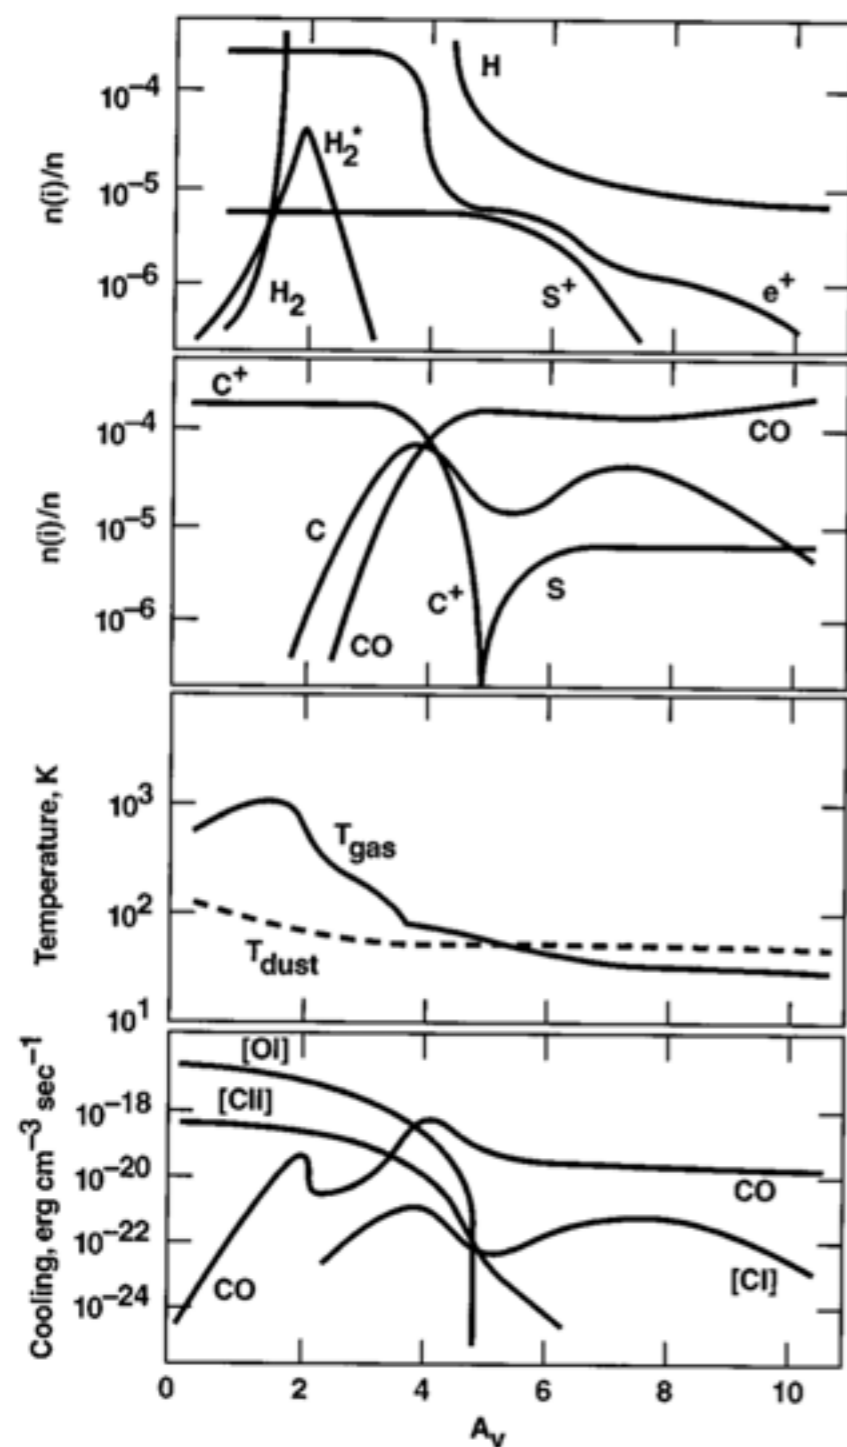 n(i)/n
10⁻⁴
10⁻⁵
10⁻⁶
H
H₂*
H₂
S⁺
e⁺
n(i)/n
10⁻⁴
10⁻⁵
10⁻⁶
C⁺
CO
C
CO
C⁺
S
Temperature, K
10³
10²
10¹
Tgas
Tdust
Cooling, erg cm⁻³ sec⁻¹
10⁻¹⁸
10⁻²⁰
10⁻²²
10⁻²⁴
[OI]
[CII]
CO
CO
[CI]
0 2 4 6 8 10
Av